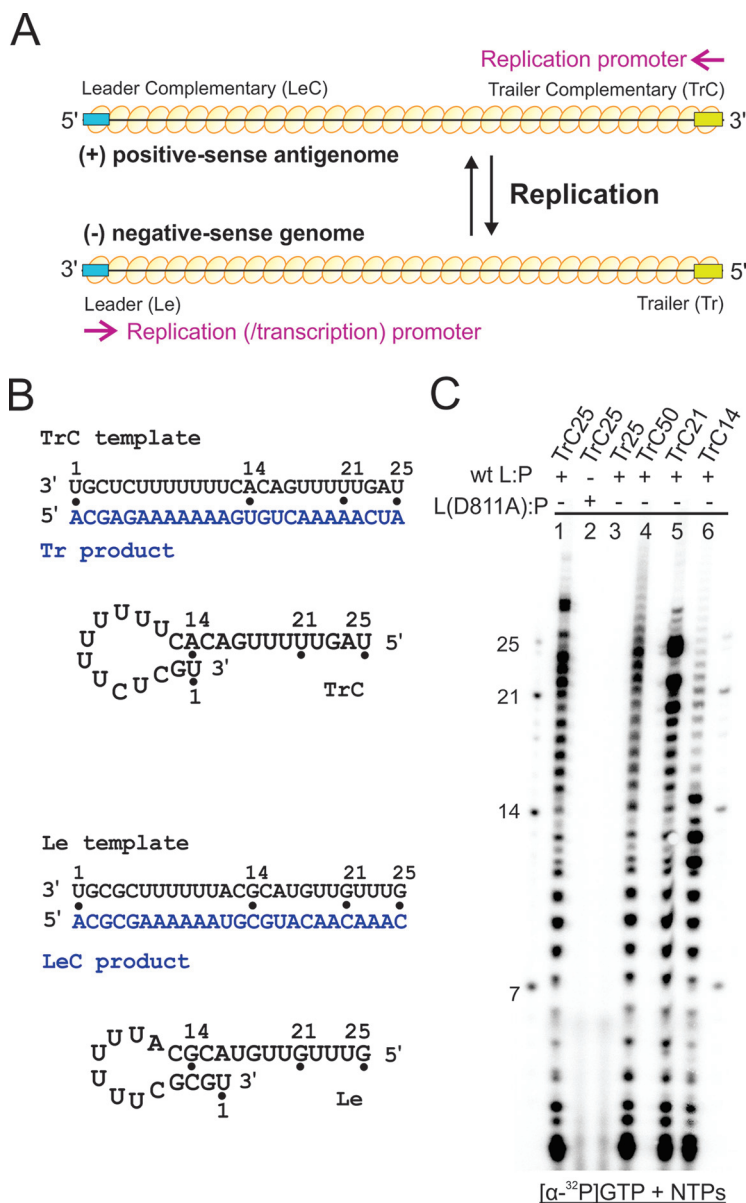 A
Replication promoter
Leader Complementary (LeC)
Trailer Complementary (TrC)
5'
3'
(+) positive-sense antigenome
Replication
(-) negative-sense genome
3'
5'
Leader (Le)
Trailer (Tr)
Replication (/transcription) promoter
B
TrC template
1 14 21 25
3' UGCUCUUUUUUUCACAGUUUUUGAU
5' ACGAGAAAAAAAGUGUCAAAAACUA
Tr product
14 21 25
UUUUUUUCACAGUUUUUGAU 5'
UCUCGU 3'
1
TrC
Le template
1 14 21 25
3' UGCGCUUUUUUACGCAUGUUGUUUG
5' ACGCGAAAAAAUGCGUACAACAAAC
LeC product
14 21 25
UUUACGCAUGUUGUUUG 5'
UUUCGCGU 3'
1
Le
C
TrC25 TrC25 Tr25 TrC50 TrC21 TrC14
wt L:P + - + + + +
L(D811A):P - + - - - -
1 2 3 4 5 6
25
21
14
7
[α-³²P]GTP + NTPs